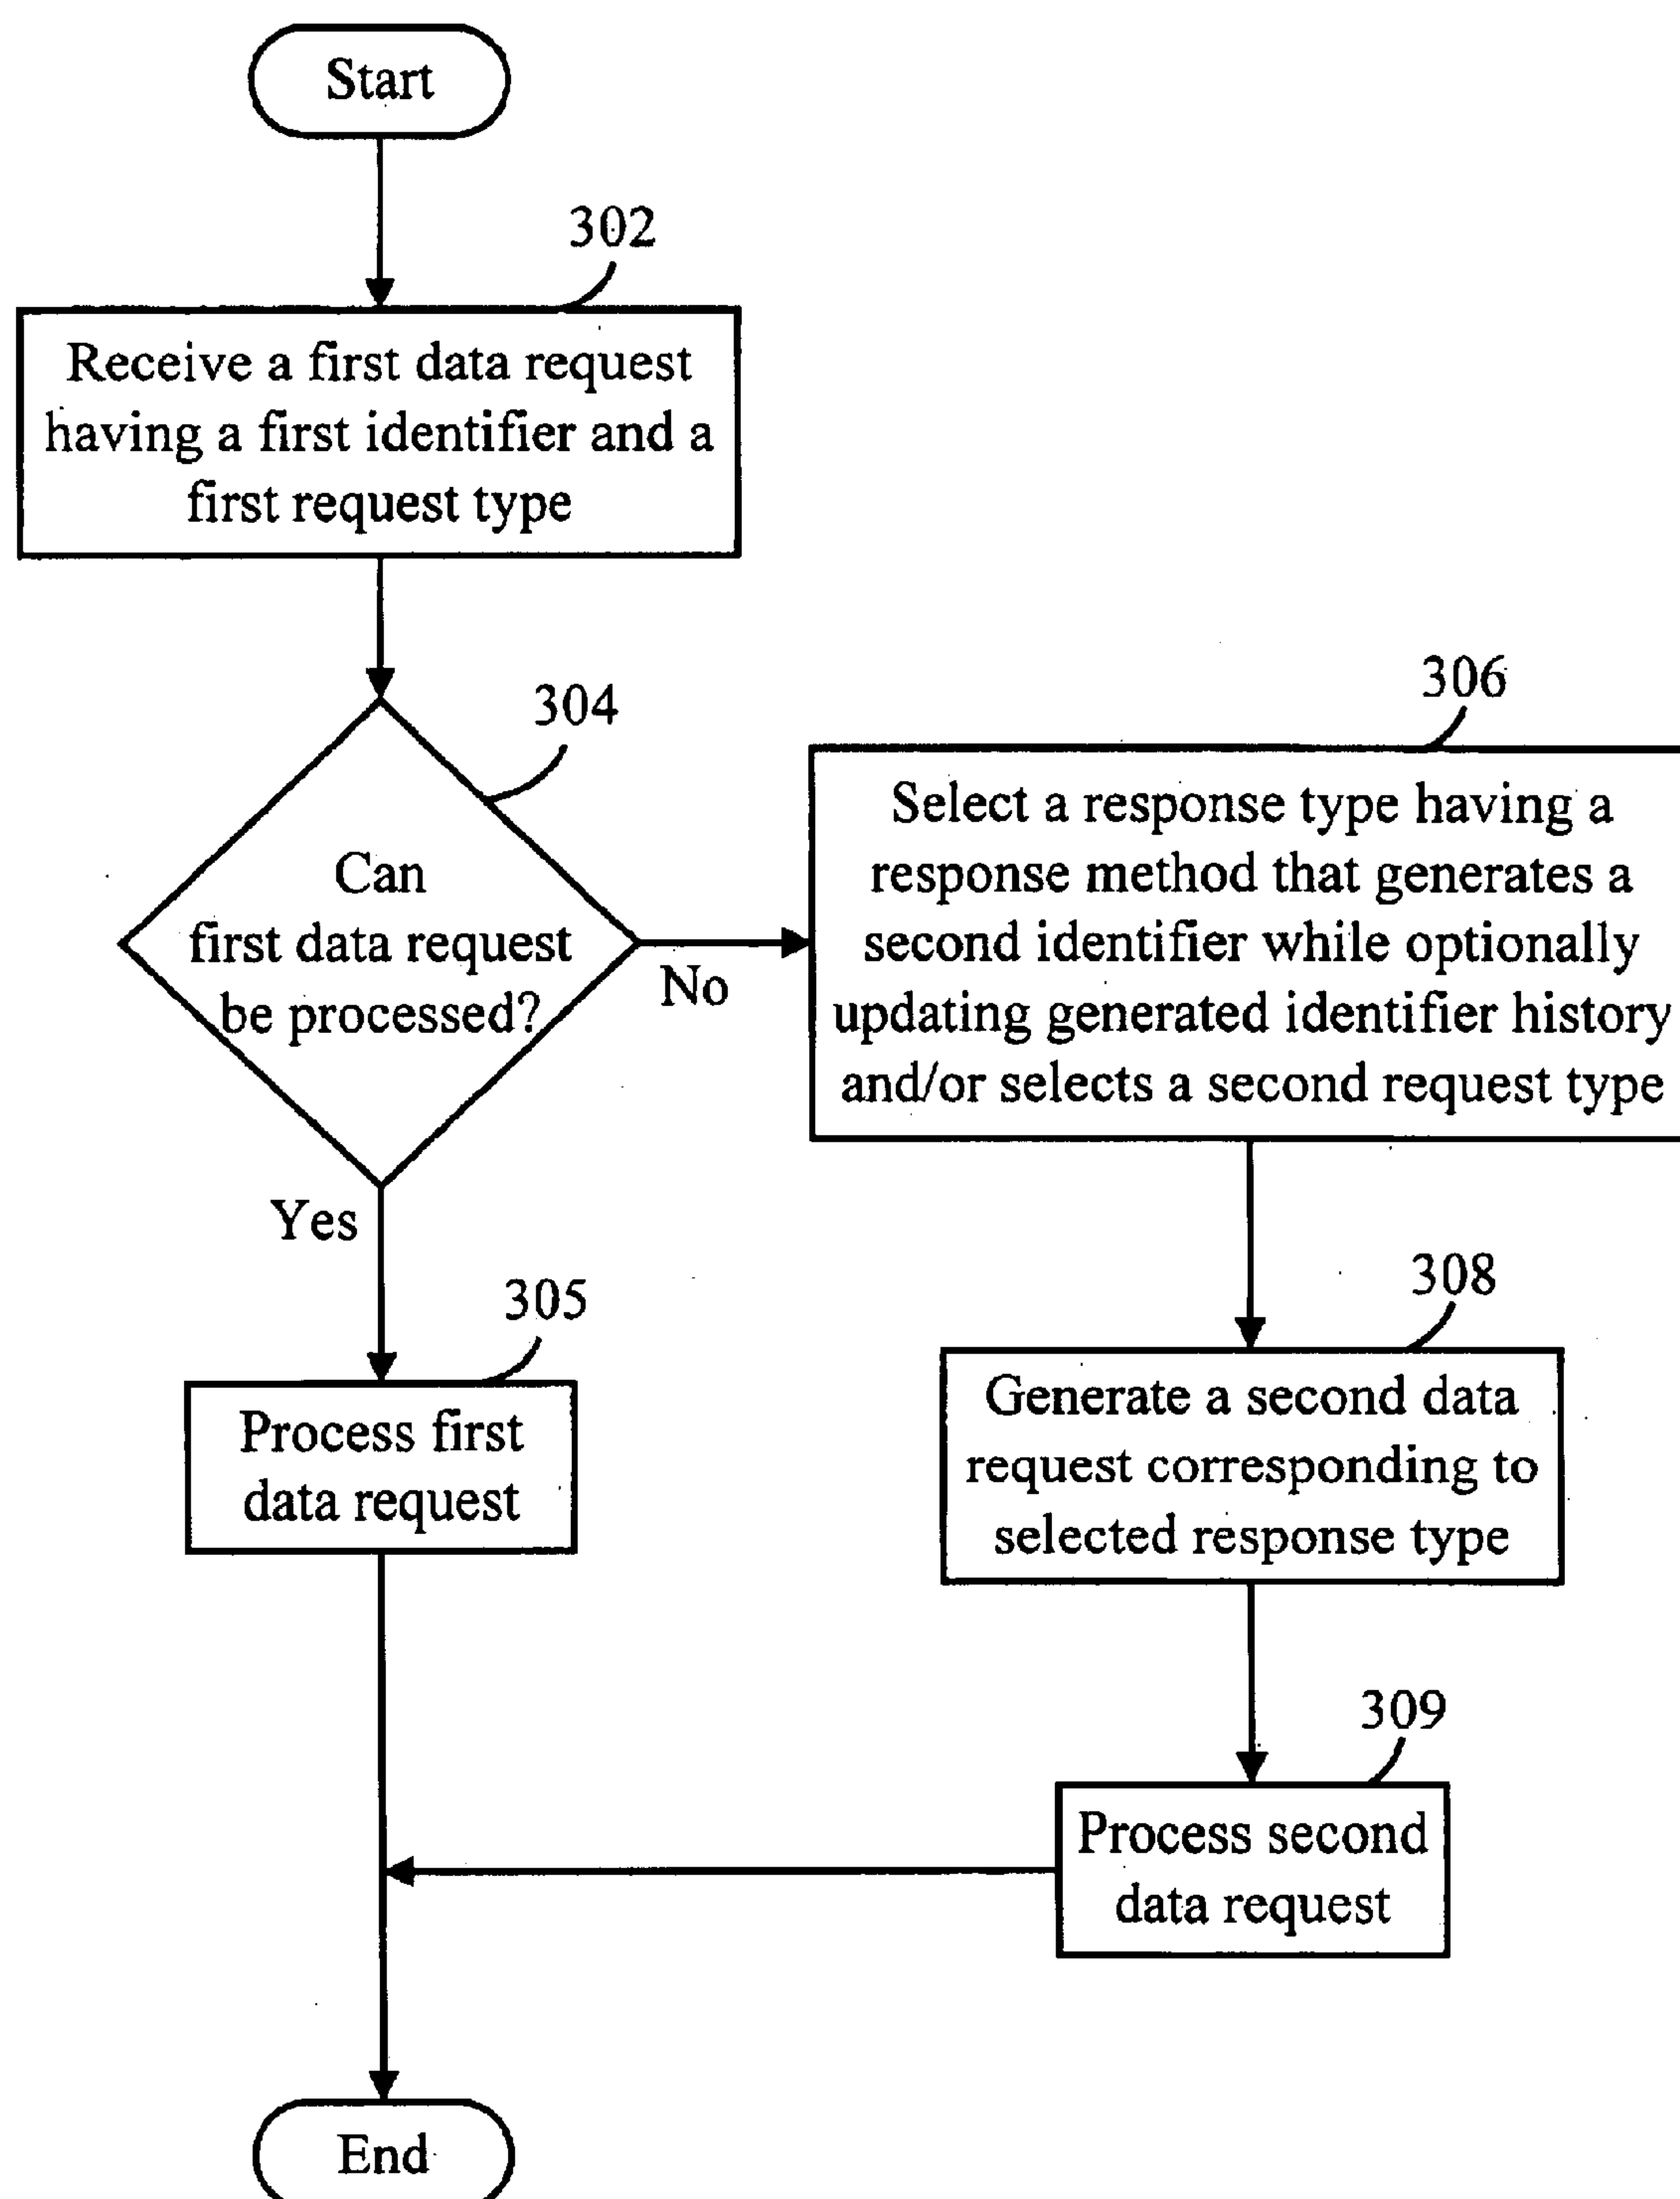 Start
302
Receive a first data request
having a first identifier and a
first request type
304
Can
first data request
be processed?
No
Yes
306
Select a response type having a
response method that generates a
second identifier while optionally
updating generated identifier history
and/or selects a second request type
305
Process first
data request
308
Generate a second data
request corresponding to
selected response type
309
Process second
data request
End